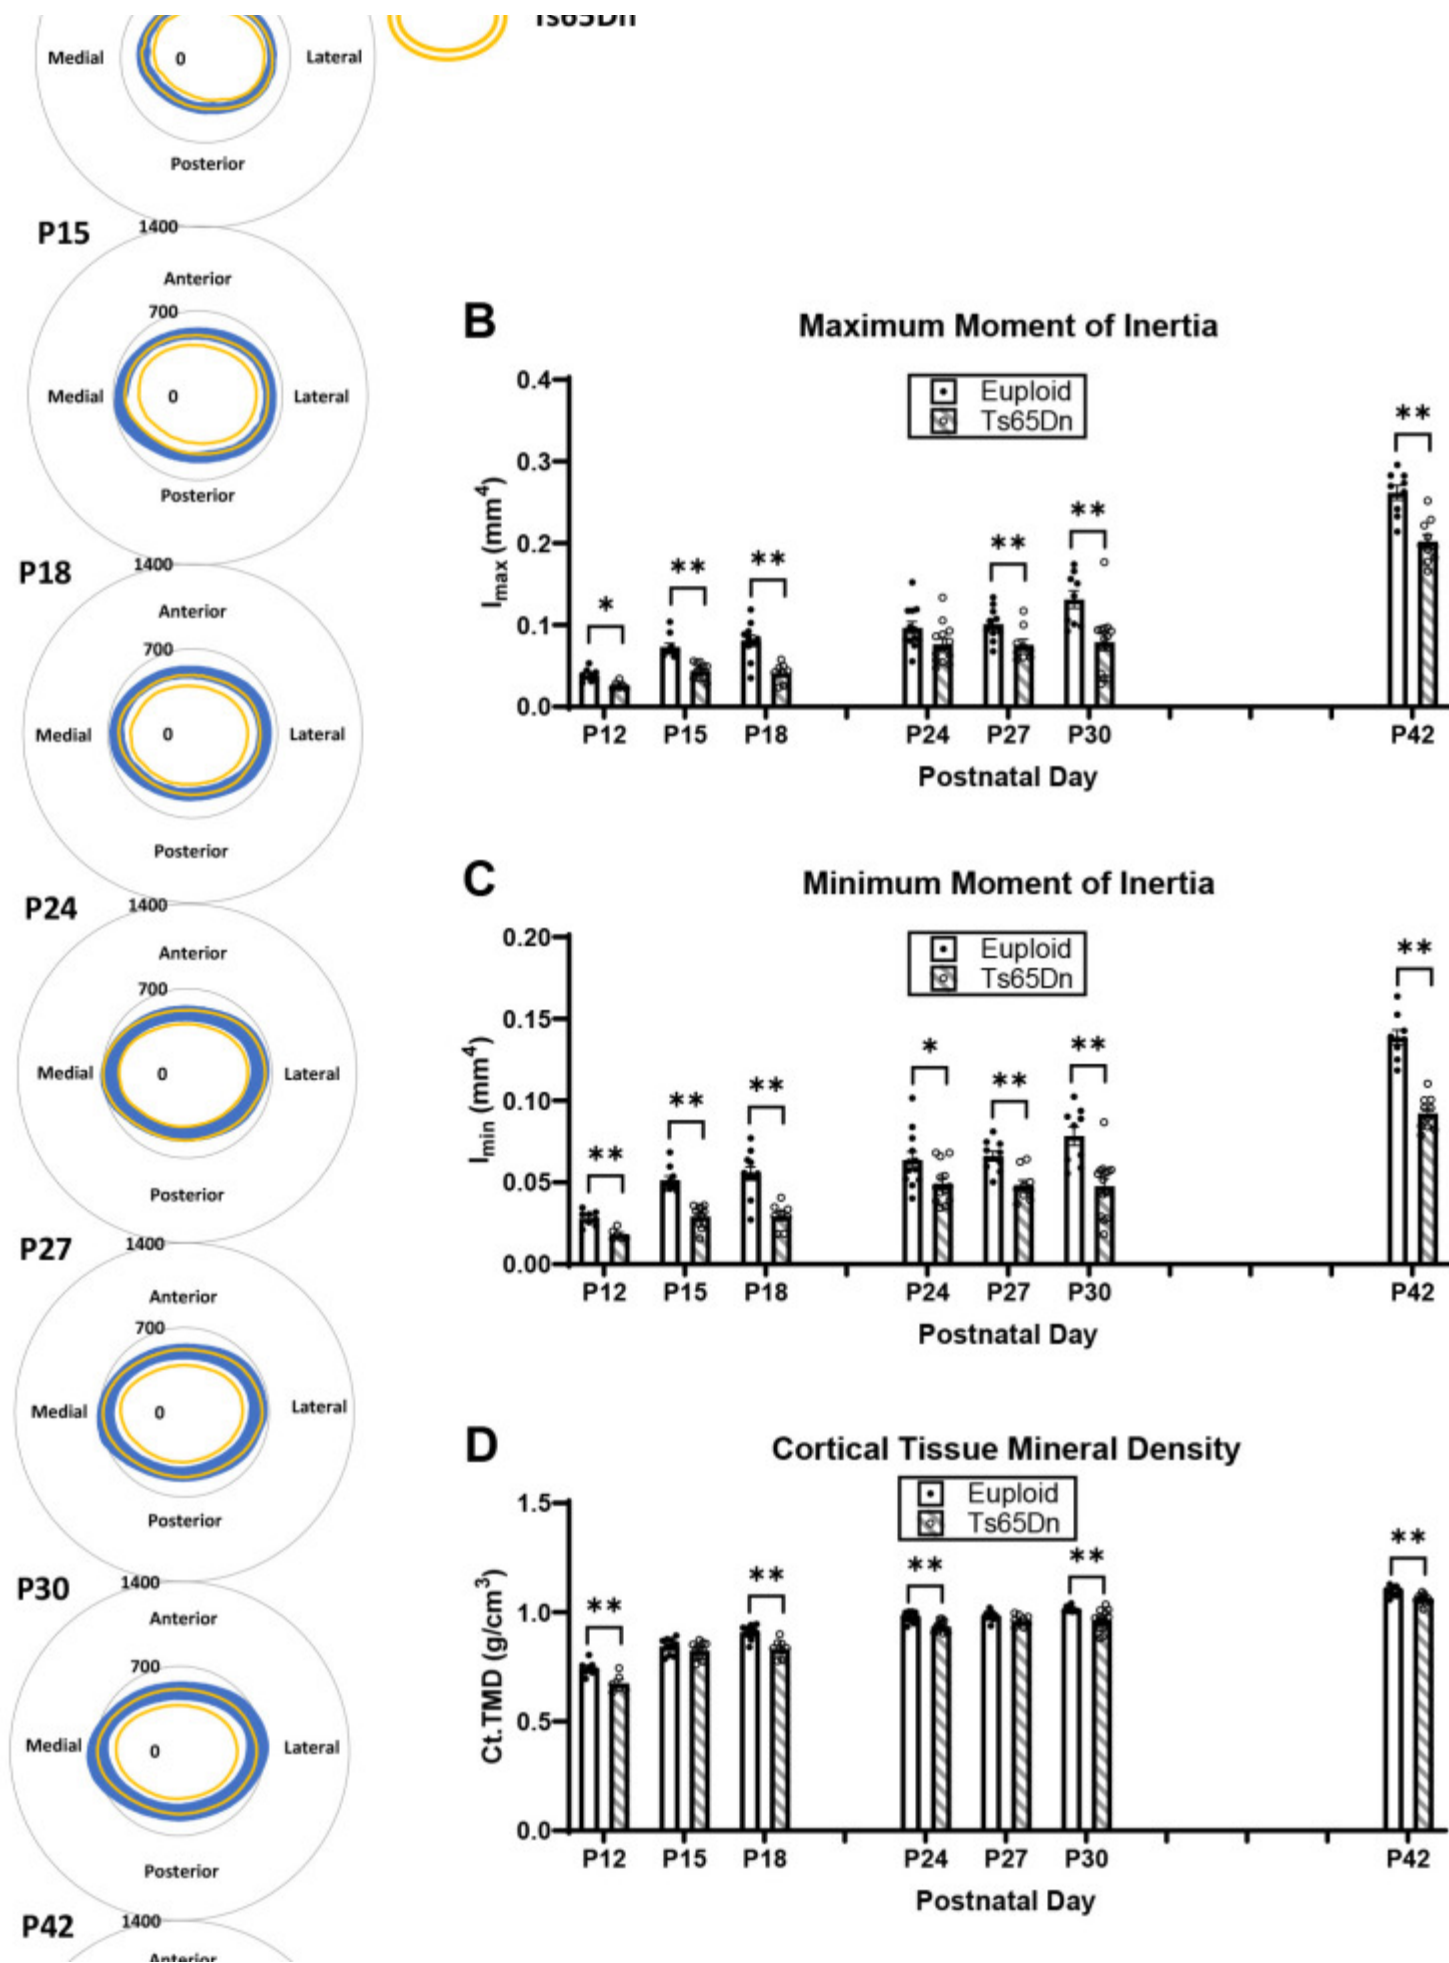 Ts65Dn
Medial 0 Lateral
Posterior
P15 1400
Anterior
700
Medial 0 Lateral
Posterior
P18 1400
Anterior
700
Medial 0 Lateral
Posterior
P24 1400
Anterior
700
Medial 0 Lateral
Posterior
P27 1400
Anterior
700
Medial 0 Lateral
Posterior
P30 1400
Anterior
700
Medial 0 Lateral
Posterior
P42 1400
Anterior
B Maximum Moment of Inertia
Euploid
Ts65Dn
Imax (mm4)
0.4
0.3
0.2
0.1
0.0
* ** ** ** ** **
P12 P15 P18 P24 P27 P30 P42
Postnatal Day
C Minimum Moment of Inertia
Euploid
Ts65Dn
Imin (mm4)
0.20
0.15
0.10
0.05
0.00
** ** ** * ** ** **
P12 P15 P18 P24 P27 P30 P42
Postnatal Day
D Cortical Tissue Mineral Density
Euploid
Ts65Dn
Ct.TMD (g/cm3)
1.5
1.0
0.5
0.0
** ** ** ** **
P12 P15 P18 P24 P27 P30 P42
Postnatal Day